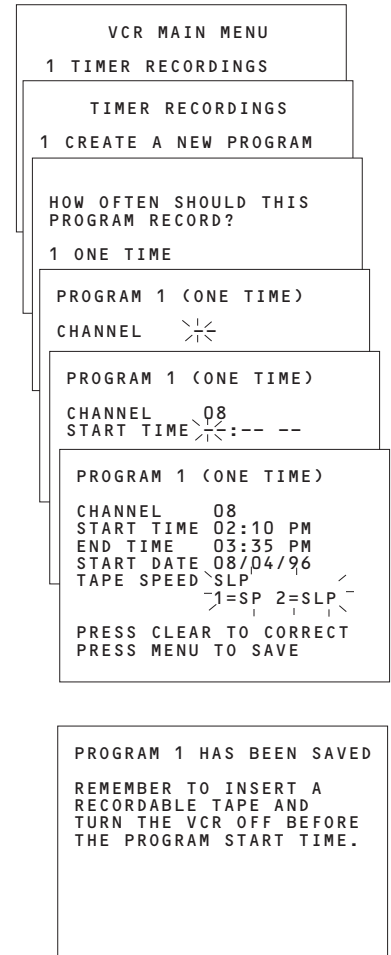 VCR MAIN MENU
1 TIMER RECORDINGS
TIMER RECORDINGS
1 CREATE A NEW PROGRAM
HOW OFTEN SHOULD THIS
PROGRAM RECORD?
1 ONE TIME
PROGRAM 1 (ONE TIME)
CHANNEL --
PROGRAM 1 (ONE TIME)
CHANNEL 08
START TIME --:-- --
PROGRAM 1 (ONE TIME)
CHANNEL 08
START TIME 02:10 PM
END TIME 03:35 PM
START DATE 08/04/96
TAPE SPEED SLP
1=SP 2=SLP
PRESS CLEAR TO CORRECT
PRESS MENU TO SAVE
PROGRAM 1 HAS BEEN SAVED
REMEMBER TO INSERT A
RECORDABLE TAPE AND
TURN THE VCR OFF BEFORE
THE PROGRAM START TIME.